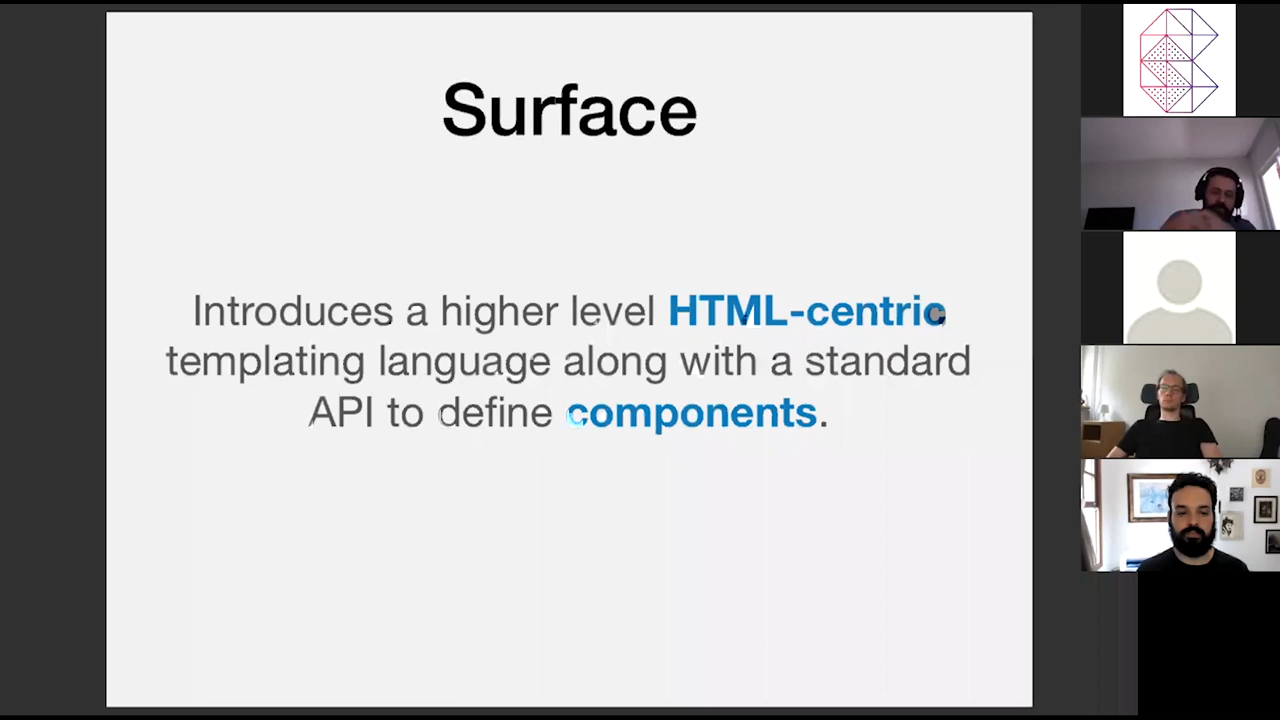 Surface
Introduces a higher level HTML-centric
templating language along with a standard
API to define components.